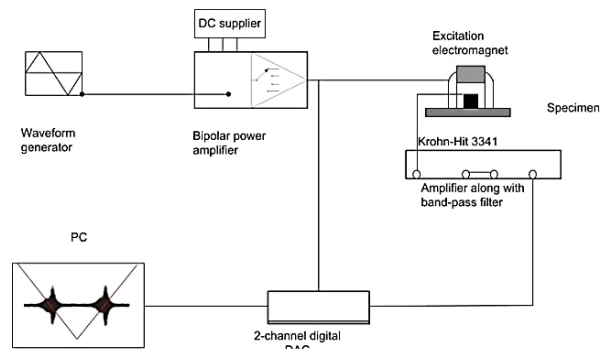 DC supplier
Excitation
electromagnet
Specimen
Waveform
generator
Bipolar power
amplifier
Krohn-Hit 3341
Amplifier along with
band-pass filter
PC
2-channel digital